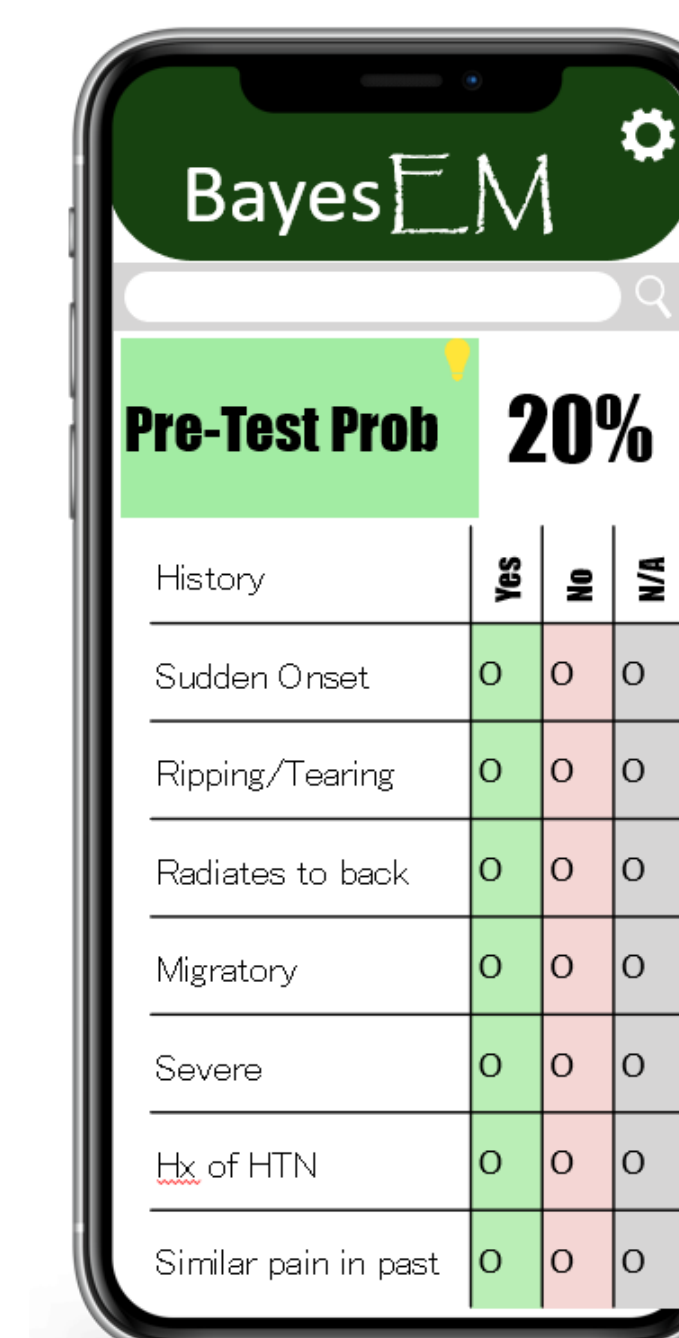 BayesEM
Pre-Test Prob 20%
History Yes No N/A
Sudden Onset O O O
Ripping/Tearing O O O
Radiates to back O O O
Migratory O O O
Severe O O O
Hx of HTN O O O
Similar pain in past O O O